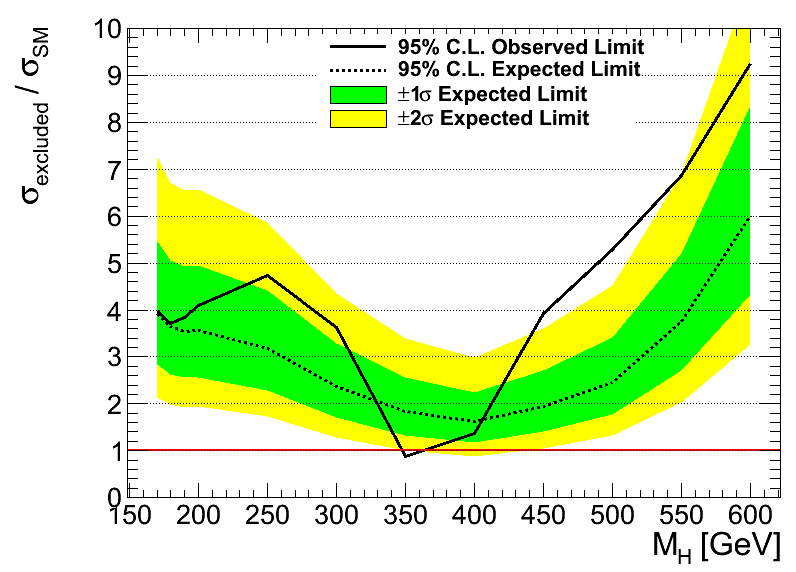 10
9
8
7
6
5
4
3
2
1
0
σexcluded / σSM
95% C.L. Observed Limit
95% C.L. Expected Limit
±1σ Expected Limit
±2σ Expected Limit
150 200 250 300 350 400 450 500 550 600
MH [GeV]